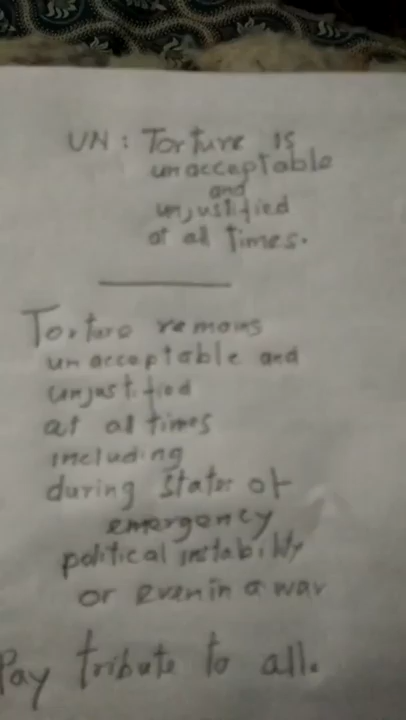 UN: Torture is
unacceptable
and
unjustified
at all times.
Torture remains
unacceptable and
unjustified
at all times
including
during state of
emergency
political instability
or even in a war
Pay tribute to all.